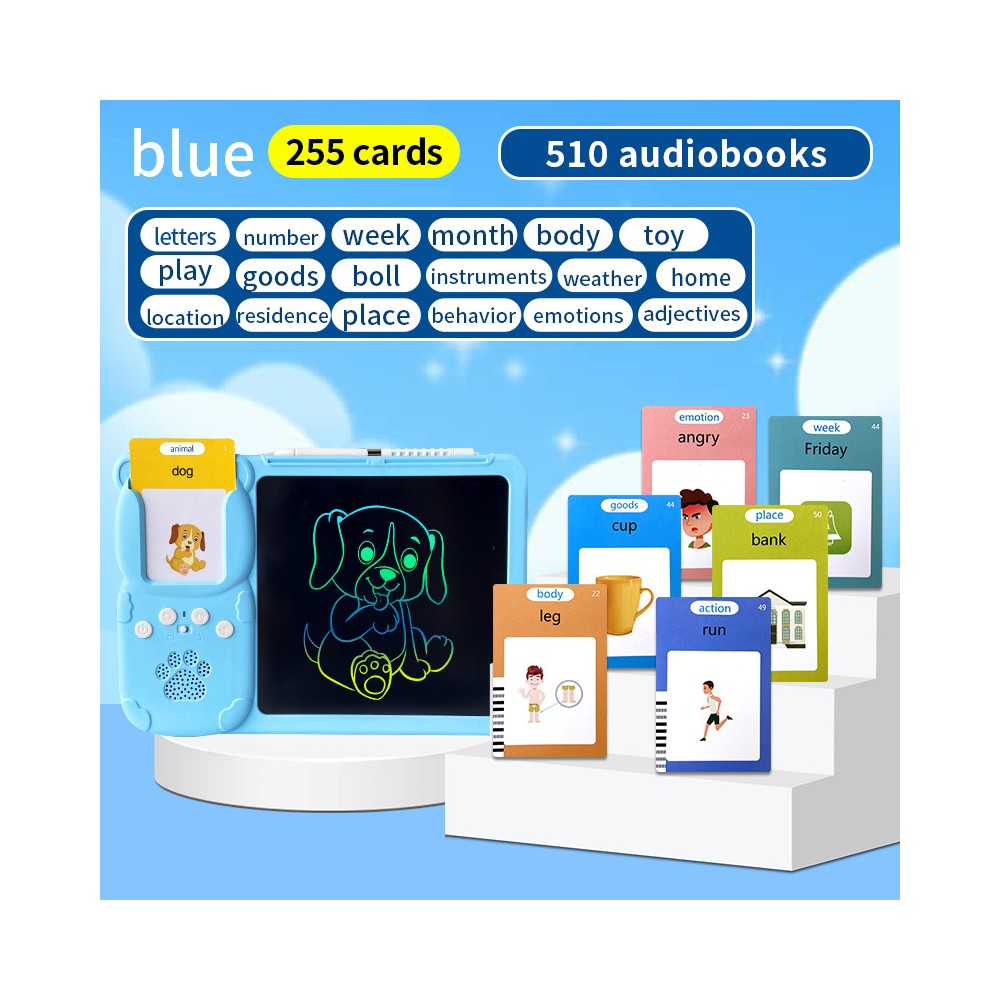 blue 255 cards 510 audiobooks
letters number week month body toy
play goods boll instruments weather home
location residence place behavior emotions adjectives
animal 1
dog
emotion 23
angry
week 44
Friday
goods 44
cup
place 50
bank
body 22
leg
action 49
run